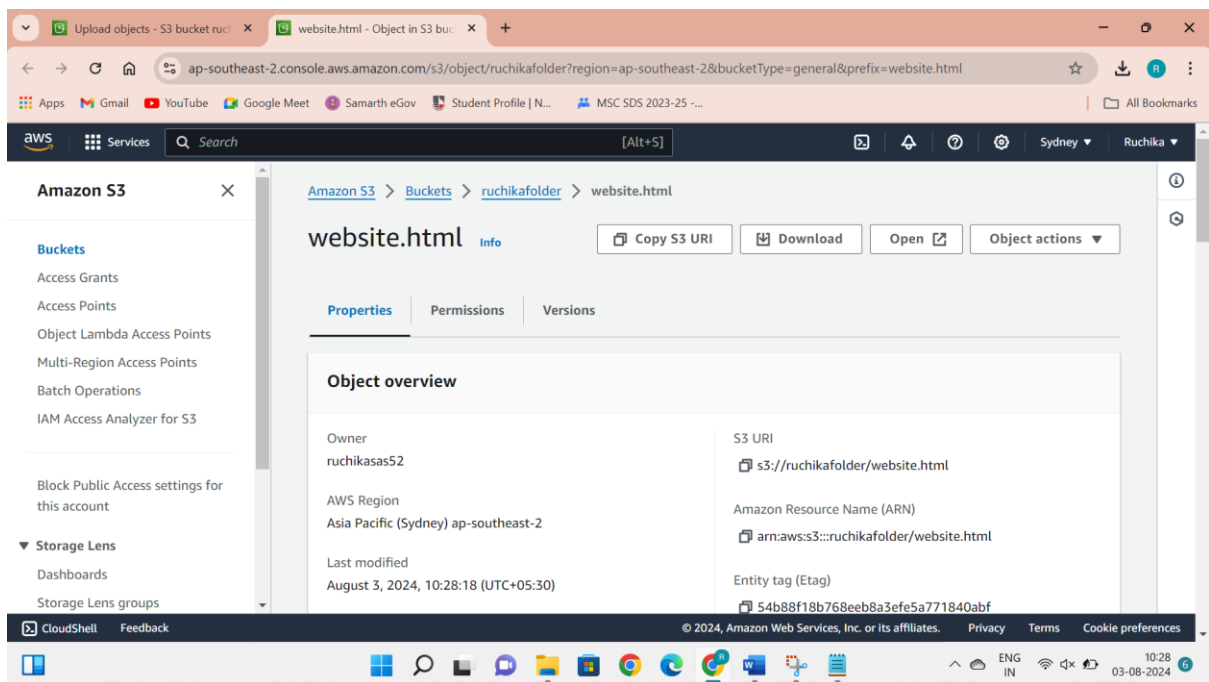 Upload objects - S3 bucket ruch
website.html - Object in S3 buc
ap-southeast-2.console.aws.amazon.com/s3/object/ruchikafolder?region=ap-southeast-2&bucketType=general&prefix=website.html
R
Apps Gmail YouTube Google Meet Samarth eGov Student Profile | N... MSC SDS 2023-25 -... All Bookmarks
aws Services Search [Alt+S] Sydney Ruchika
Amazon S3
Amazon S3 > Buckets > ruchikafolder > website.html
website.html Info Copy S3 URI Download Open Object actions
Buckets
Access Grants
Access Points
Object Lambda Access Points
Multi-Region Access Points
Batch Operations
IAM Access Analyzer for S3
Block Public Access settings for
this account
Storage Lens
Dashboards
Storage Lens groups
Properties Permissions Versions
Object overview
Owner
ruchikasas52
AWS Region
Asia Pacific (Sydney) ap-southeast-2
Last modified
August 3, 2024, 10:28:18 (UTC+05:30)
S3 URI
s3://ruchikafolder/website.html
Amazon Resource Name (ARN)
arn:aws:s3:::ruchikafolder/website.html
Entity tag (Etag)
54b88f18b768eeb8a3efe5a771840abf
CloudShell Feedback © 2024, Amazon Web Services, Inc. or its affiliates. Privacy Terms Cookie preferences
ENG
IN
10:28
03-08-2024
6